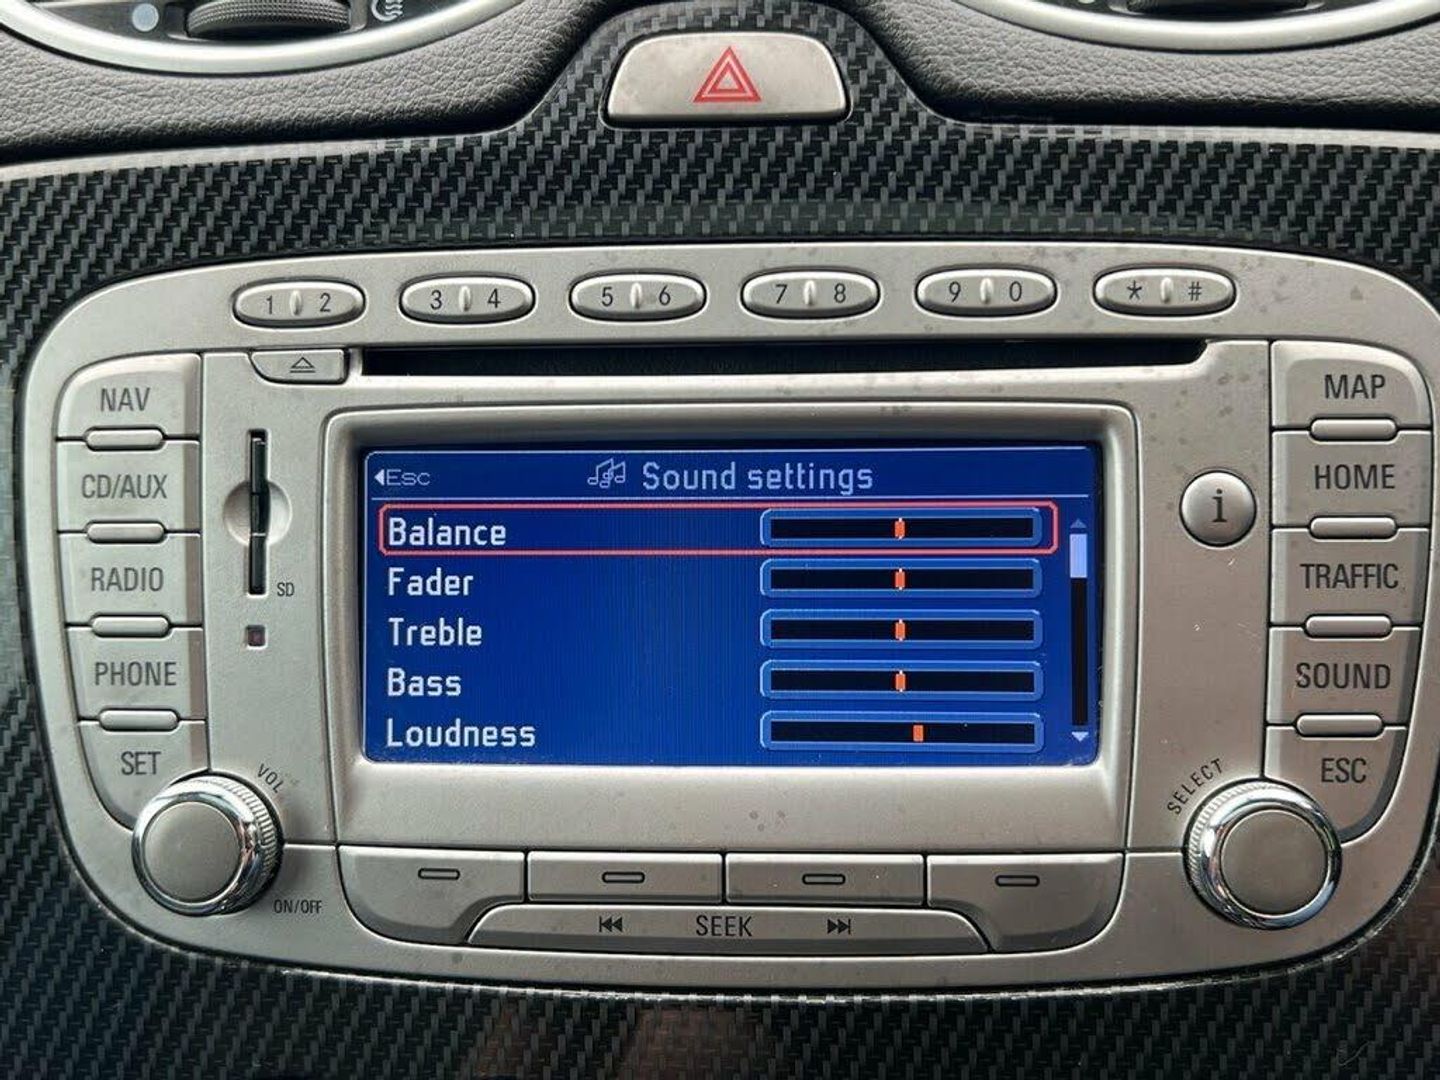 1 2 3 4 5 6 7 8 9 0 * #
NAV
CD/AUX
RADIO
PHONE
SET
SD
VOL
ON/OFF
Esc Sound settings
Balance
Fader
Treble
Bass
Loudness
SEEK
MAP
HOME
i
TRAFFIC
SOUND
ESC
SELECT